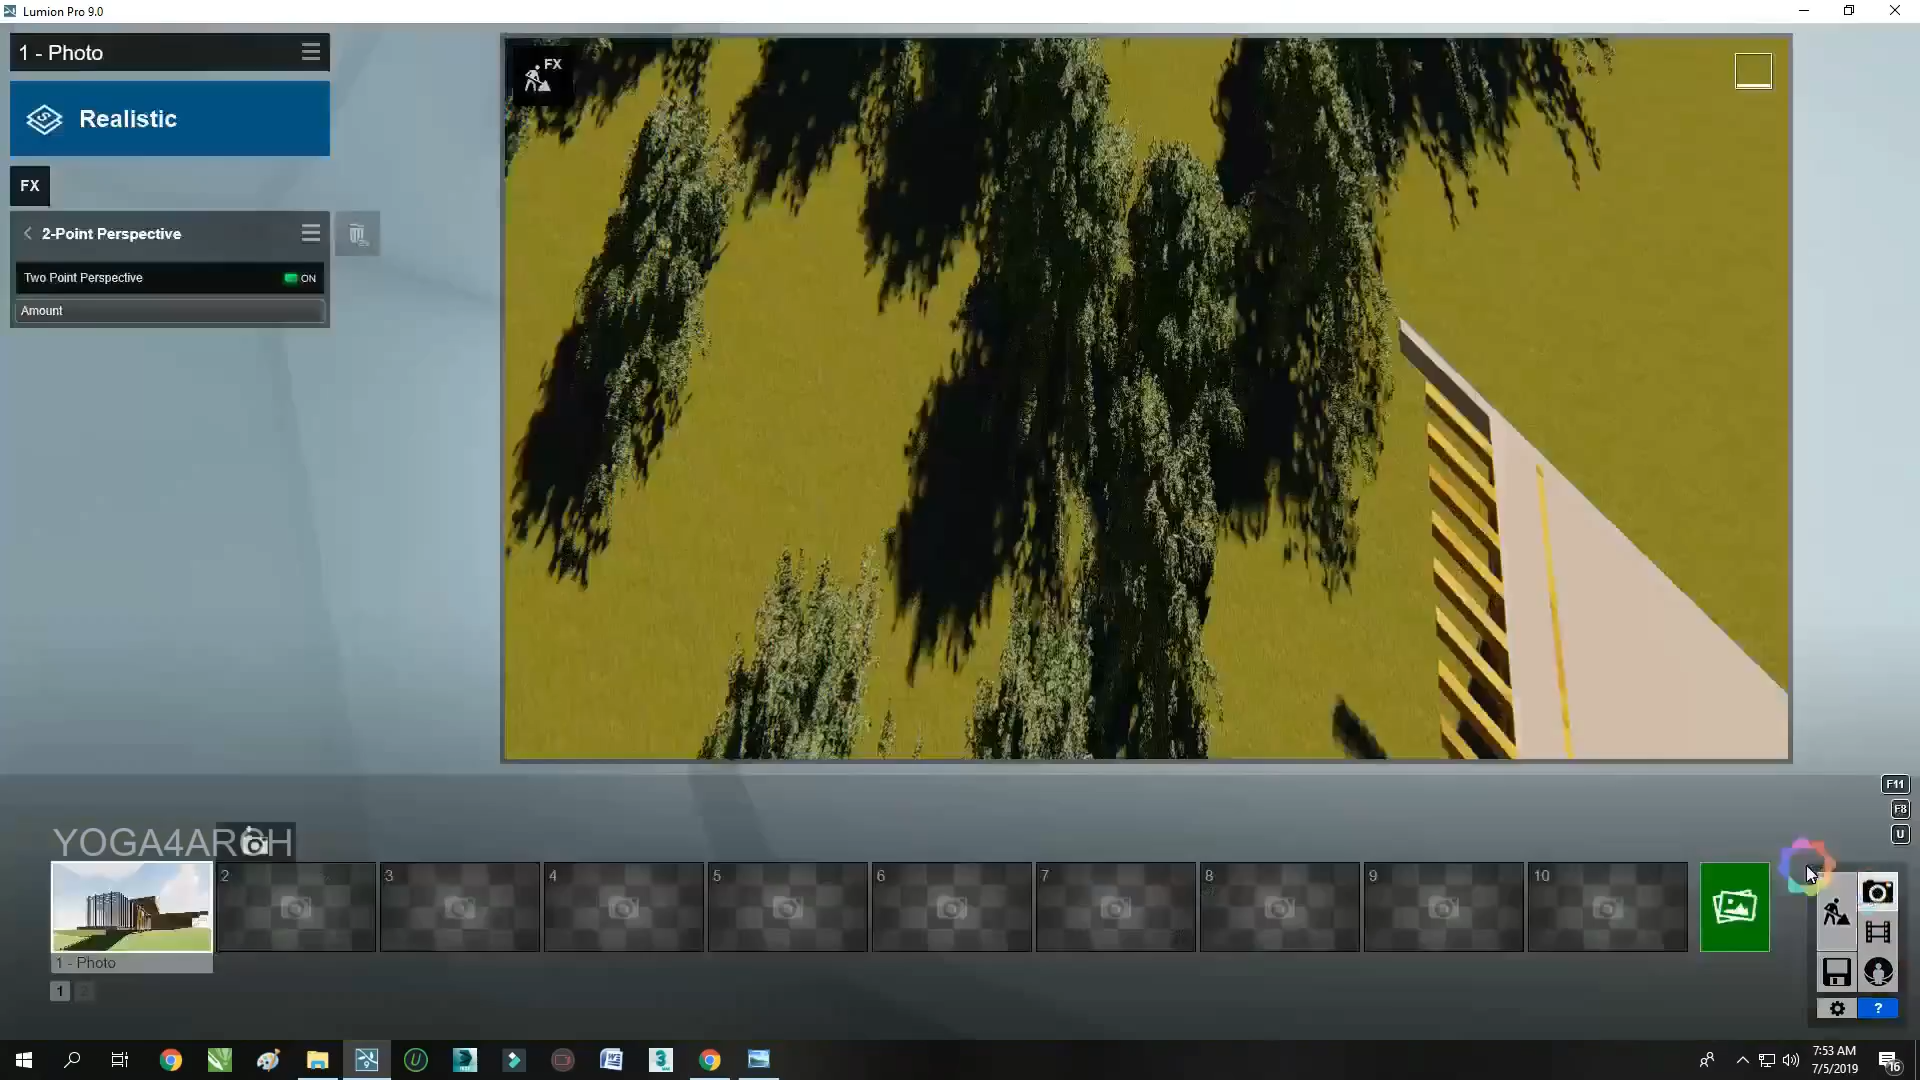 Lumion Pro 9.0
1 - Photo
Realistic
FX
FX
2-Point Perspective
Two Point Perspective
ON
Amount
F11
F8
U
YOGA4ARCH
2
3
4
5
6
7
8
9
10
1 - Photo
1
2
?
7:53 AM
7/5/2019
16